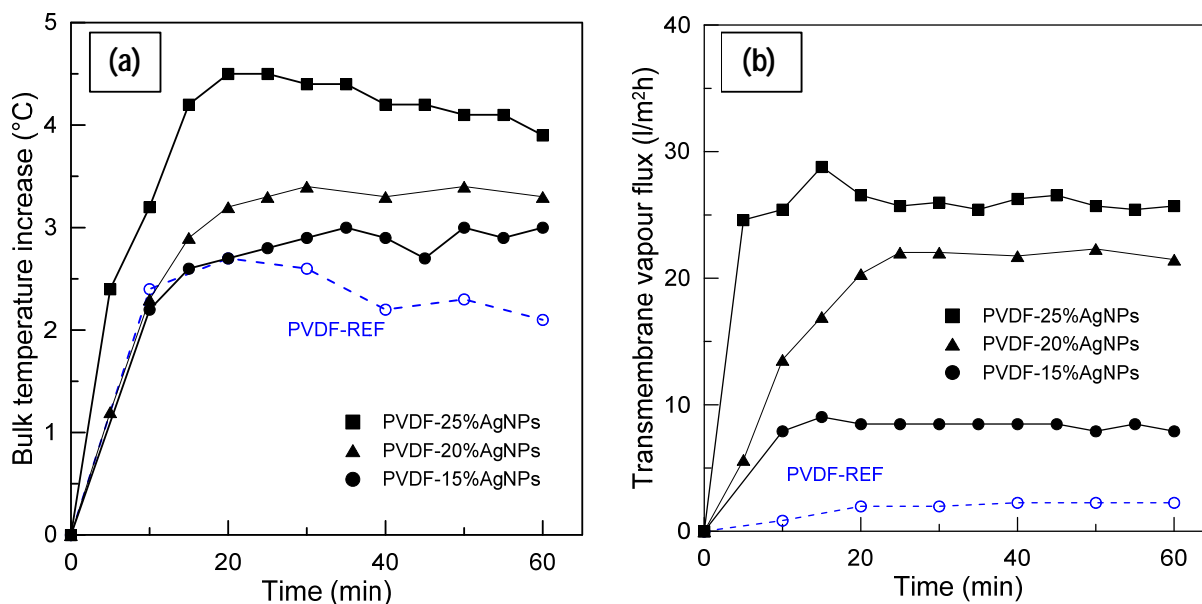 (a)
Bulk temperature increase (°C)
5
4
3
2
1
0
PVDF-REF
PVDF-25%AgNPs
PVDF-20%AgNPs
PVDF-15%AgNPs
0 20 40 60
Time (min)
(b)
Transmembrane vapour flux (l/m²h)
40
30
20
10
0
PVDF-25%AgNPs
PVDF-20%AgNPs
PVDF-15%AgNPs
PVDF-REF
0 20 40 60
Time (min)